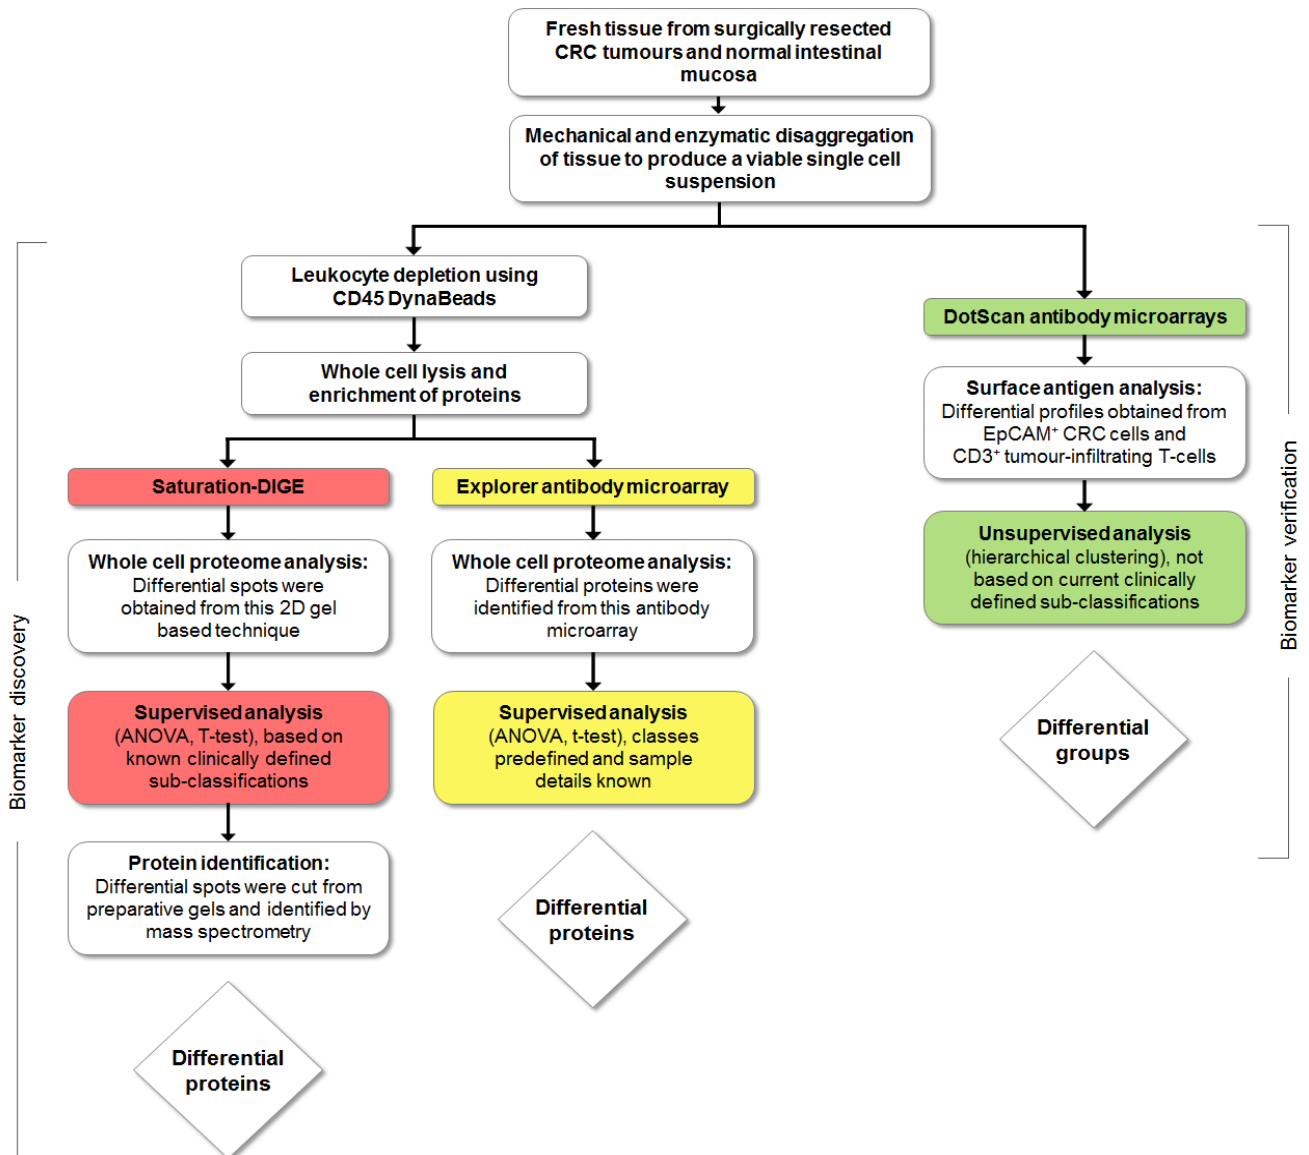 Fresh tissue from surgically resected
CRC tumours and normal intestinal
mucosa
Mechanical and enzymatic disaggregation
of tissue to produce a viable single cell
suspension
Biomarker discovery
Leukocyte depletion using
CD45 DynaBeads
Whole cell lysis and
enrichment of proteins
Saturation-DIGE
Whole cell proteome analysis:
Differential spots were
obtained from this 2D gel
based technique
Supervised analysis
(ANOVA, T-test), based on
known clinically defined
sub-classifications
Protein identification:
Differential spots were cut from
preparative gels and identified by
mass spectrometry
Differential
proteins
Explorer antibody microarray
Whole cell proteome analysis:
Differential proteins were
identified from this antibody
microarray
Supervised analysis
(ANOVA, t-test), classes
predefined and sample
details known
Differential
proteins
DotScan antibody microarrays
Surface antigen analysis:
Differential profiles obtained from
EpCAM⁺ CRC cells and
CD3⁺ tumour-infiltrating T-cells
Unsupervised analysis
(hierarchical clustering), not
based on current clinically
defined sub-classifications
Differential
groups
Biomarker verification